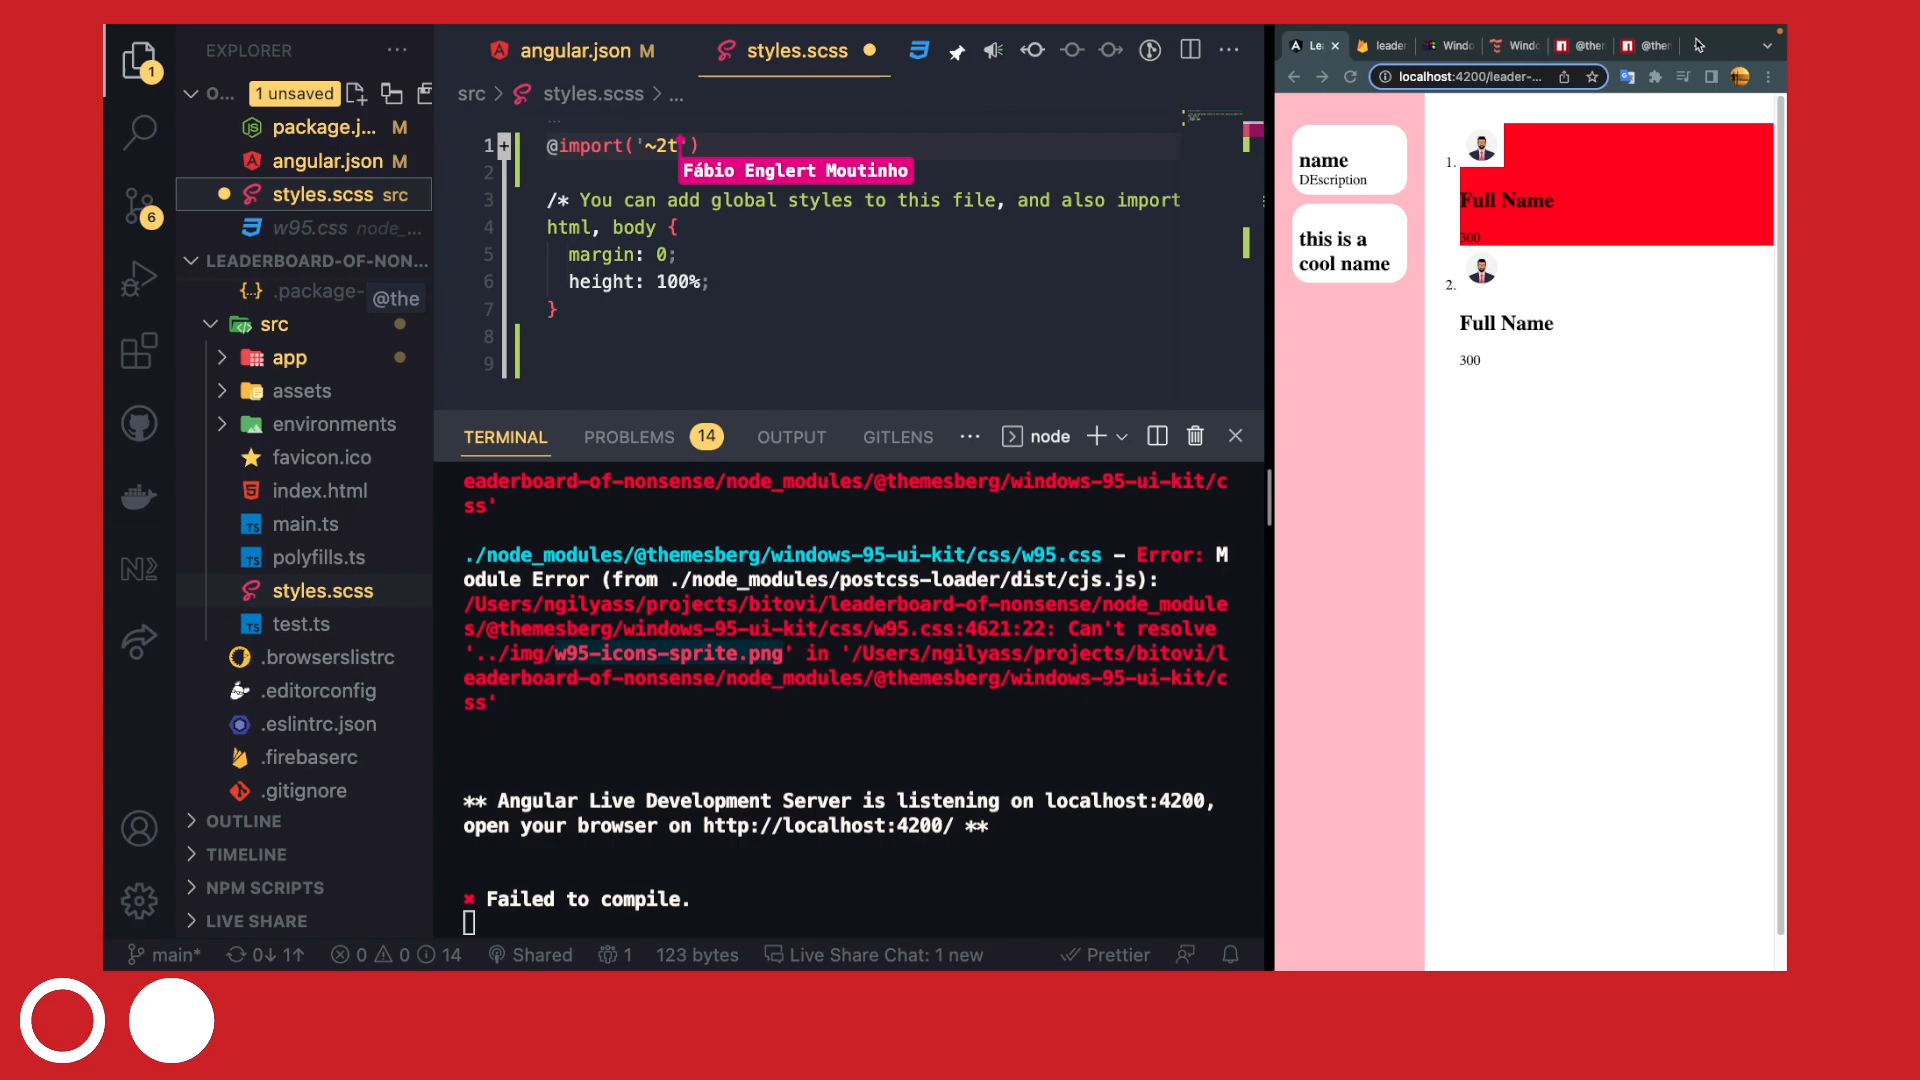 EXPLORER
angular.json M
styles.scss
O...
1 unsaved
package.j... M
angular.json M
styles.scss src
w95.css node_...
LEADERBOARD-OF-NON...
.package-
@the
src
app
assets
environments
favicon.ico
index.html
main.ts
polyfills.ts
styles.scss
test.ts
.browserslistrc
.editorconfig
.eslintrc.json
.firebaserc
.gitignore
OUTLINE
TIMELINE
NPM SCRIPTS
LIVE SHARE
1
6
src > styles.scss > ...
1 @import('~2t')
Fábio Englert Moutinho
2
3 /* You can add global styles to this file, and also import
4 html, body {
5 margin: 0;
6 height: 100%;
7 }
8
9
TERMINAL PROBLEMS 14 OUTPUT GITLENS ... node
eaderboard-of-nonsense/node_modules/@themesberg/windows-95-ui-kit/c
ss'
./node_modules/@themesberg/windows-95-ui-kit/css/w95.css - Error: M
odule Error (from ./node_modules/postcss-loader/dist/cjs.js):
/Users/ngilyass/projects/bitovi/leaderboard-of-nonsense/node_module
s/@themesberg/windows-95-ui-kit/css/w95.css:4621:22: Can't resolve
'../img/w95-icons-sprite.png' in '/Users/ngilyass/projects/bitovi/l
eaderboard-of-nonsense/node_modules/@themesberg/windows-95-ui-kit/c
ss'
** Angular Live Development Server is listening on localhost:4200,
open your browser on http://localhost:4200/ **
✖ Failed to compile.
main* 0↓ 1↑ 0 0 14 Shared 1 123 bytes Live Share Chat: 1 new Prettier
Le leader Windo Windo @ther @ther
localhost:4200/leader-...
name
DEscription
this is a
cool name
1.
Full Name
300
2.
Full Name
300